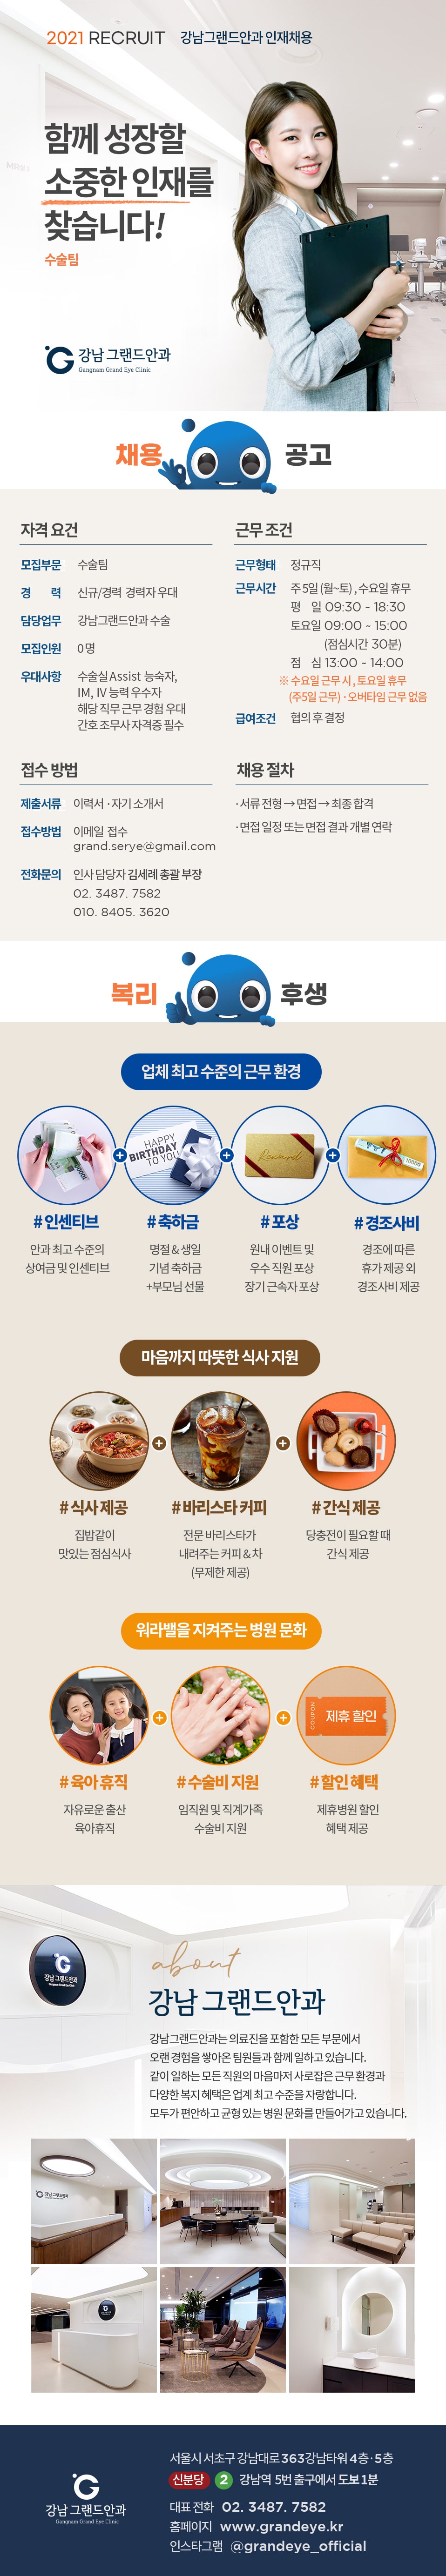 2021 RECRUIT 강남그랜드안과 인재채용
함께 성장할
소중한 인재를
찾습니다!
수술팀
강남 그랜드안과
Gangnam Grand Eye Clinic
채용 공고
자격 요건
모집부문 수술팀
경 력 신규/경력 경력자 우대
담당업무 강남그랜드안과 수술
모집인원 0명
우대사항 수술실 Assist 능숙자,
IM, IV 능력 우수자
해당 직무 근무 경험 우대
간호 조무사 자격증 필수
근무 조건
근무형태 정규직
근무시간 주 5일 (월~토) , 수요일 휴무
평 일 09:30 ~ 18:30
토요일 09:00 ~ 15:00
(점심시간 30분)
점 심 13:00 ~ 14:00
※ 수요일 근무 시 , 토요일 휴무
(주5일 근무) · 오버타임 근무 없음
급여조건 협의 후 결정
접수 방법
제출서류 이력서 · 자기 소개서
접수방법 이메일 접수
grand.serye@gmail.com
전화문의 인사 담당자 김세례 총괄 부장
02. 3487. 7582
010. 8405. 3620
채용 절차
· 서류 전형 → 면접 → 최종 합격
· 면접 일정 또는 면접 결과 개별 연락
복리 후생
업체 최고 수준의 근무 환경
HAPPY
BIRTHDAY
TO YOU
Reward
# 인센티브
안과 최고 수준의
상여금 및 인센티브
# 축하금
명절 & 생일
기념 축하금
+부모님 선물
# 포상
원내 이벤트 및
우수 직원 포상
장기 근속자 포상
# 경조사비
경조에 따른
휴가 제공 외
경조사비 제공
마음까지 따뜻한 식사 지원
# 식사 제공
집밥같이
맛있는 점심식사
# 바리스타 커피
전문 바리스타가
내려주는 커피 & 차
(무제한 제공)
# 간식 제공
당충전이 필요할 때
간식 제공
워라밸을 지켜주는 병원 문화
COUPON
제휴 할인
# 육아 휴직
자유로운 출산
육아휴직
# 수술비 지원
임직원 및 직계가족
수술비 지원
# 할인 혜택
제휴병원 할인
혜택 제공
강남 그랜드안과
Gangnam Grand Eye Clinic
about
강남 그랜드안과
강남그랜드안과는 의료진을 포함한 모든 부문에서
오랜 경험을 쌓아온 팀원들과 함께 일하고 있습니다.
같이 일하는 모든 직원의 마음마저 사로잡은 근무 환경과
다양한 복지 혜택은 업계 최고 수준을 자랑합니다.
모두가 편안하고 균형 있는 병원 문화를 만들어가고 있습니다.
강남 그랜드안과
강남 그랜드안과
Gangnam Grand Eye Clinic
서울시 서초구 강남대로 363강남타워 4층 · 5층
신분당 2 강남역 5번 출구에서 도보 1분
대표 전화 02. 3487. 7582
홈페이지 www.grandeye.kr
인스타그램 @grandeye_official